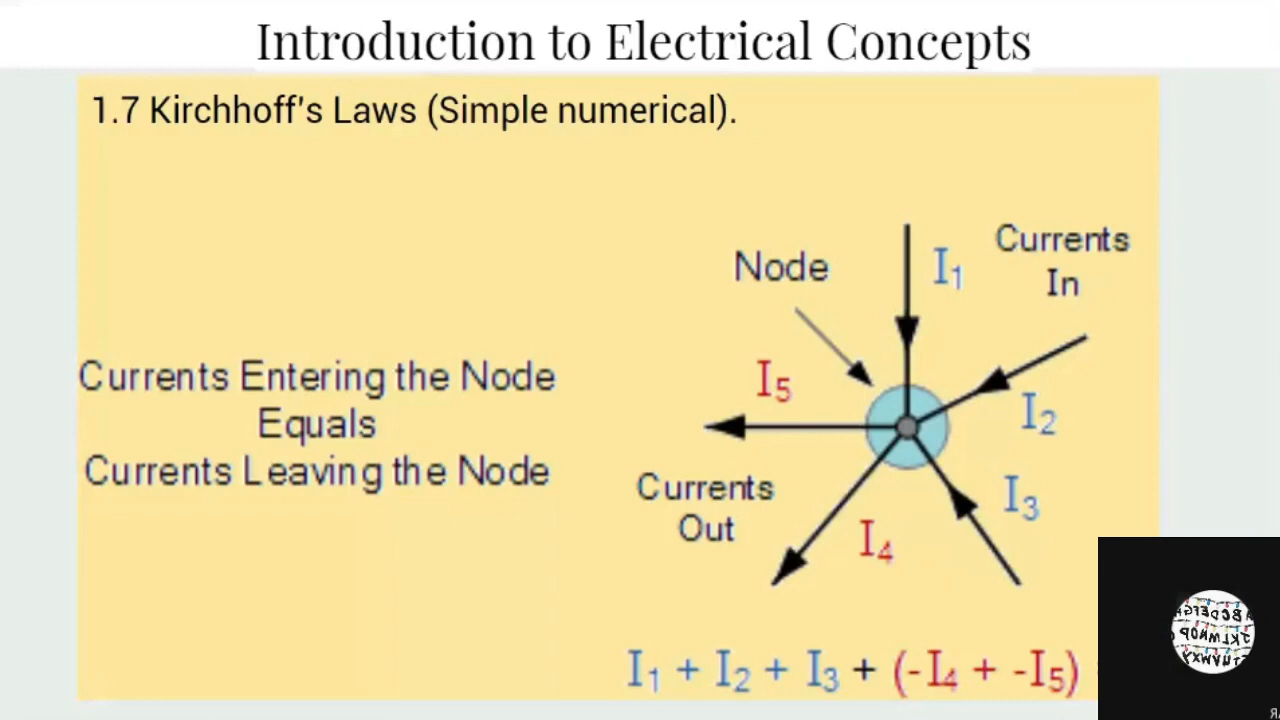 Introduction to Electrical Concepts
1.7 Kirchhoff's Laws (Simple numerical).
Currents
In
Node
I₁
I₅
I₂
Currents Entering the Node
Equals
Currents Leaving the Node
Currents
Out
I₃
I₄
I₁ + I₂ + I₃ + (-I₄ + -I₅)